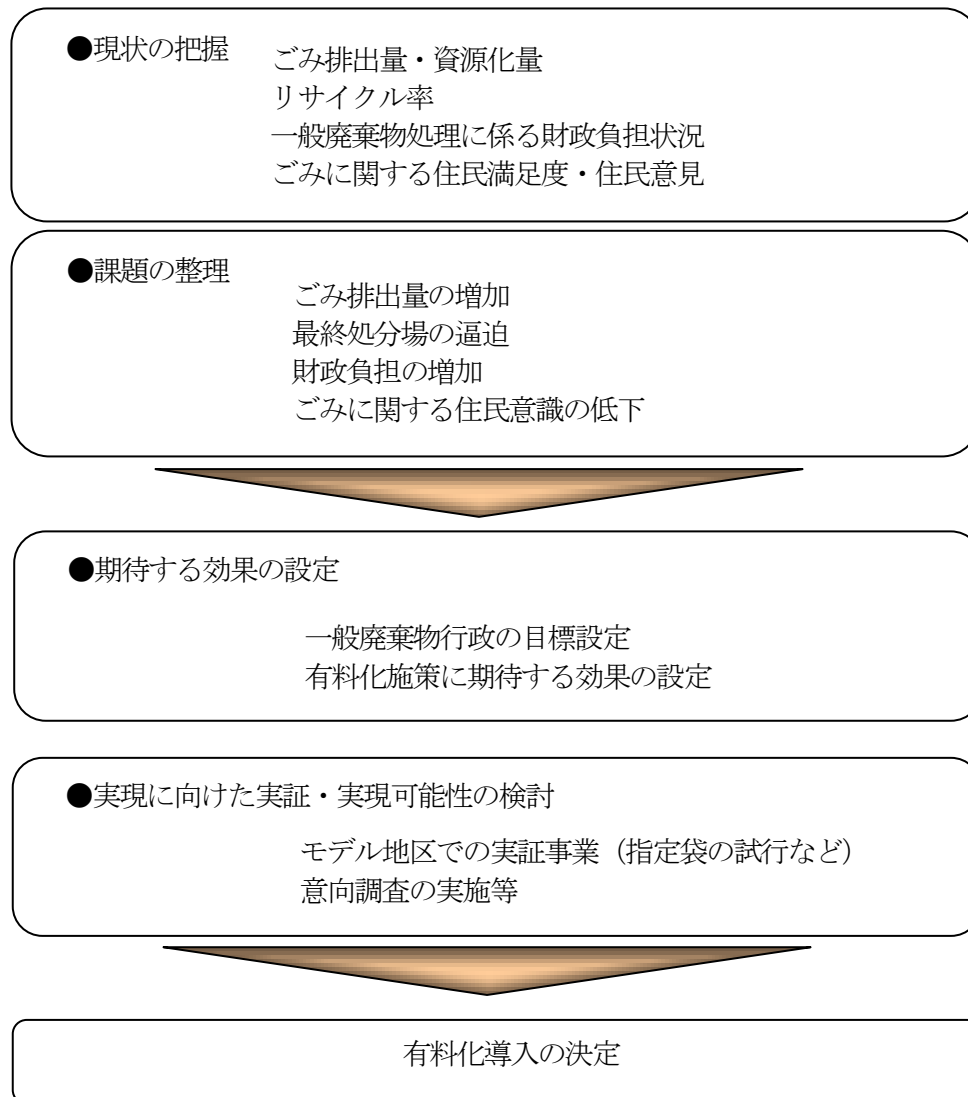 ●現状の把握
ごみ排出量・資源化量
リサイクル率
一般廃棄物処理に係る財政負担状況
ごみに関する住民満足度・住民意見
●課題の整理
ごみ排出量の増加
最終処分場の逼迫
財政負担の増加
ごみに関する住民意識の低下
●期待する効果の設定
一般廃棄物行政の目標設定
有料化施策に期待する効果の設定
●実現に向けた実証・実現可能性の検討
モデル地区での実証事業（指定袋の試行など）
意向調査の実施等
有料化導入の決定